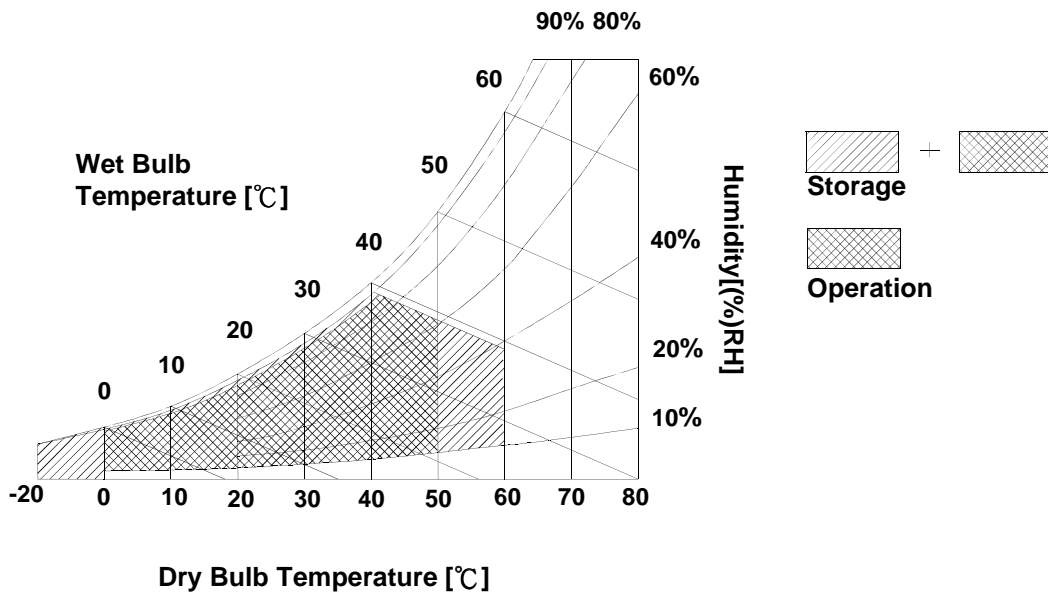 90% 80%
60
60%
50
Wet Bulb
Temperature [℃]
40
40%
30
20
20%
10
10%
0
Humidity[(%)RH]
-20 0 10 20 30 40 50 60 70 80
Dry Bulb Temperature [℃]
+
Storage
Operation